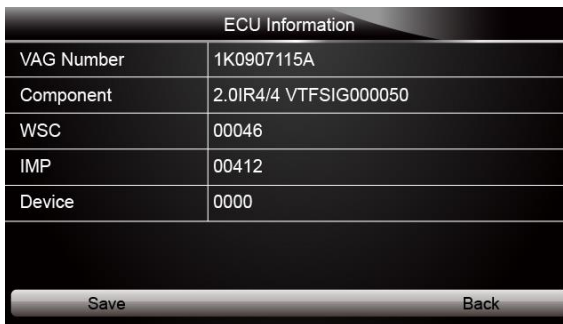 ECU Information
VAG Number 1K0907115A
Component 2.0IR4/4 VTFSIG000050
WSC 00046
IMP 00412
Device 0000
Save Back